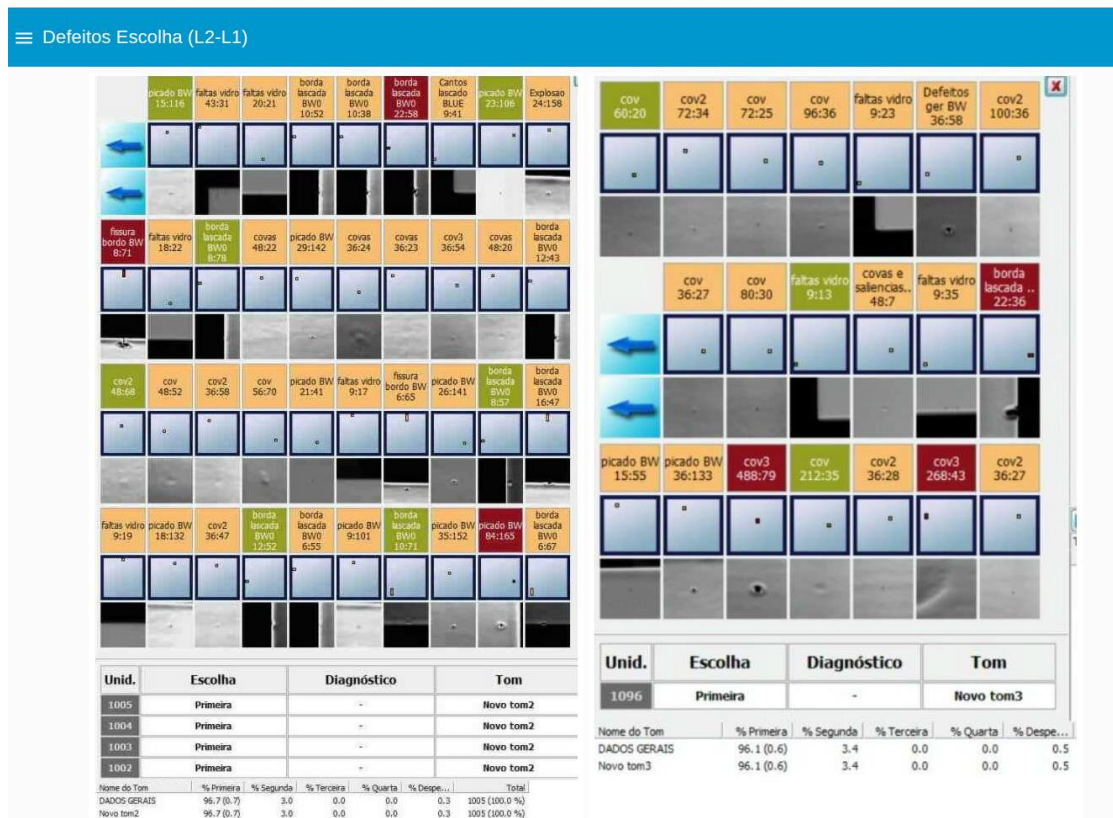 Defeitos Escolha (L2-L1)
picado BW 15:116
faltas vidro 43:31
faltas vidro 20:21
borda lascada BW0 10:52
borda lascada BW0 10:38
borda lascada BW0 22:58
Cantos lascado BLUE 9:41
picado BW 23:106
Explosao 24:158
fissura bordo BW 8:71
faltas vidro 18:22
borda lascada BW0 8:78
covas 48:22
picado BW 29:142
covas 36:24
covas 36:23
cov3 36:54
covas 48:20
borda lascada BW0 12:43
cov2 48:68
cov 48:52
cov2 36:58
cov 56:70
picado BW 21:41
faltas vidro 9:17
fissura bordo BW 6:65
picado BW 26:141
borda lascada BW0 8:57
borda lascada BW0 16:47
faltas vidro 9:19
picado BW 18:132
cov2 36:47
borda lascada BW0 12:52
borda lascada BW0 6:55
picado BW 9:101
borda lascada BW0 10:71
picado BW 35:152
picado BW 84:165
borda lascada BW0 6:67
Unid. Escolha Diagnóstico Tom
1005 Primeira - Novo tom2
1004 Primeira - Novo tom2
1003 Primeira - Novo tom2
1002 Primeira - Novo tom2
Nome do Tom % Primeira % Segunda % Terceira % Quarta % Despe... Total
DADOS GERAIS 96.7 (0.7) 3.0 0.0 0.0 0.3 1005 (100.0 %)
Novo tom2 96.7 (0.7) 3.0 0.0 0.0 0.3 1005 (100.0 %)
cov 60:20
cov2 72:34
cov 72:25
cov 96:36
faltas vidro 9:23
Defeitos ger BW 36:58
cov2 100:36
X
cov 36:27
cov 80:30
faltas vidro 9:13
covas e saliencias.. 48:7
faltas vidro 9:35
borda lascada .. 22:36
picado BW 15:55
picado BW 36:133
cov3 488:79
cov 212:35
cov2 36:28
cov3 268:43
cov2 36:27
Unid. Escolha Diagnóstico Tom
1096 Primeira - Novo tom3
Nome do Tom % Primeira % Segunda % Terceira % Quarta % Despe...
DADOS GERAIS 96.1 (0.6) 3.4 0.0 0.0 0.5
Novo tom3 96.1 (0.6) 3.4 0.0 0.0 0.5